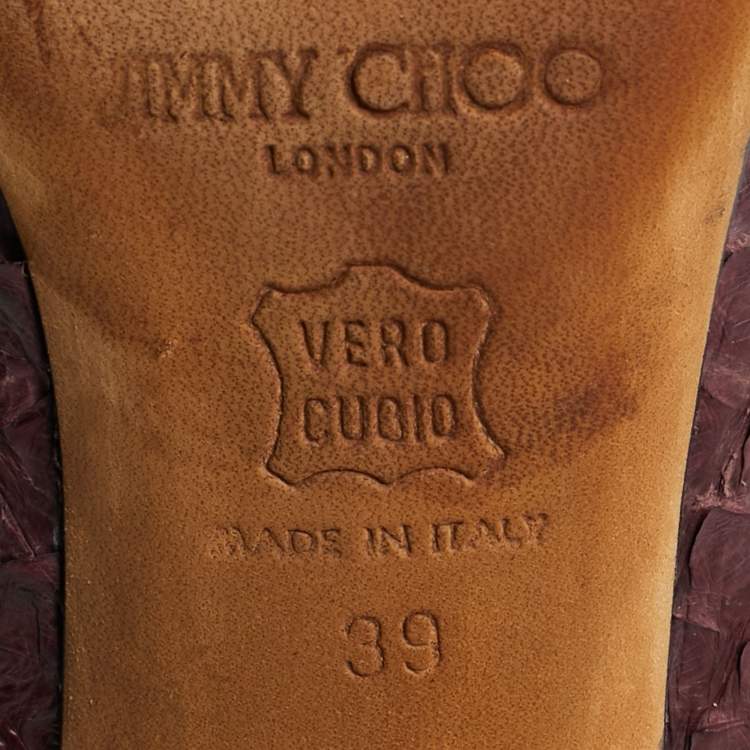 JIMMY CHOO
LONDON
VERO
CUOIO
MADE IN ITALY
39